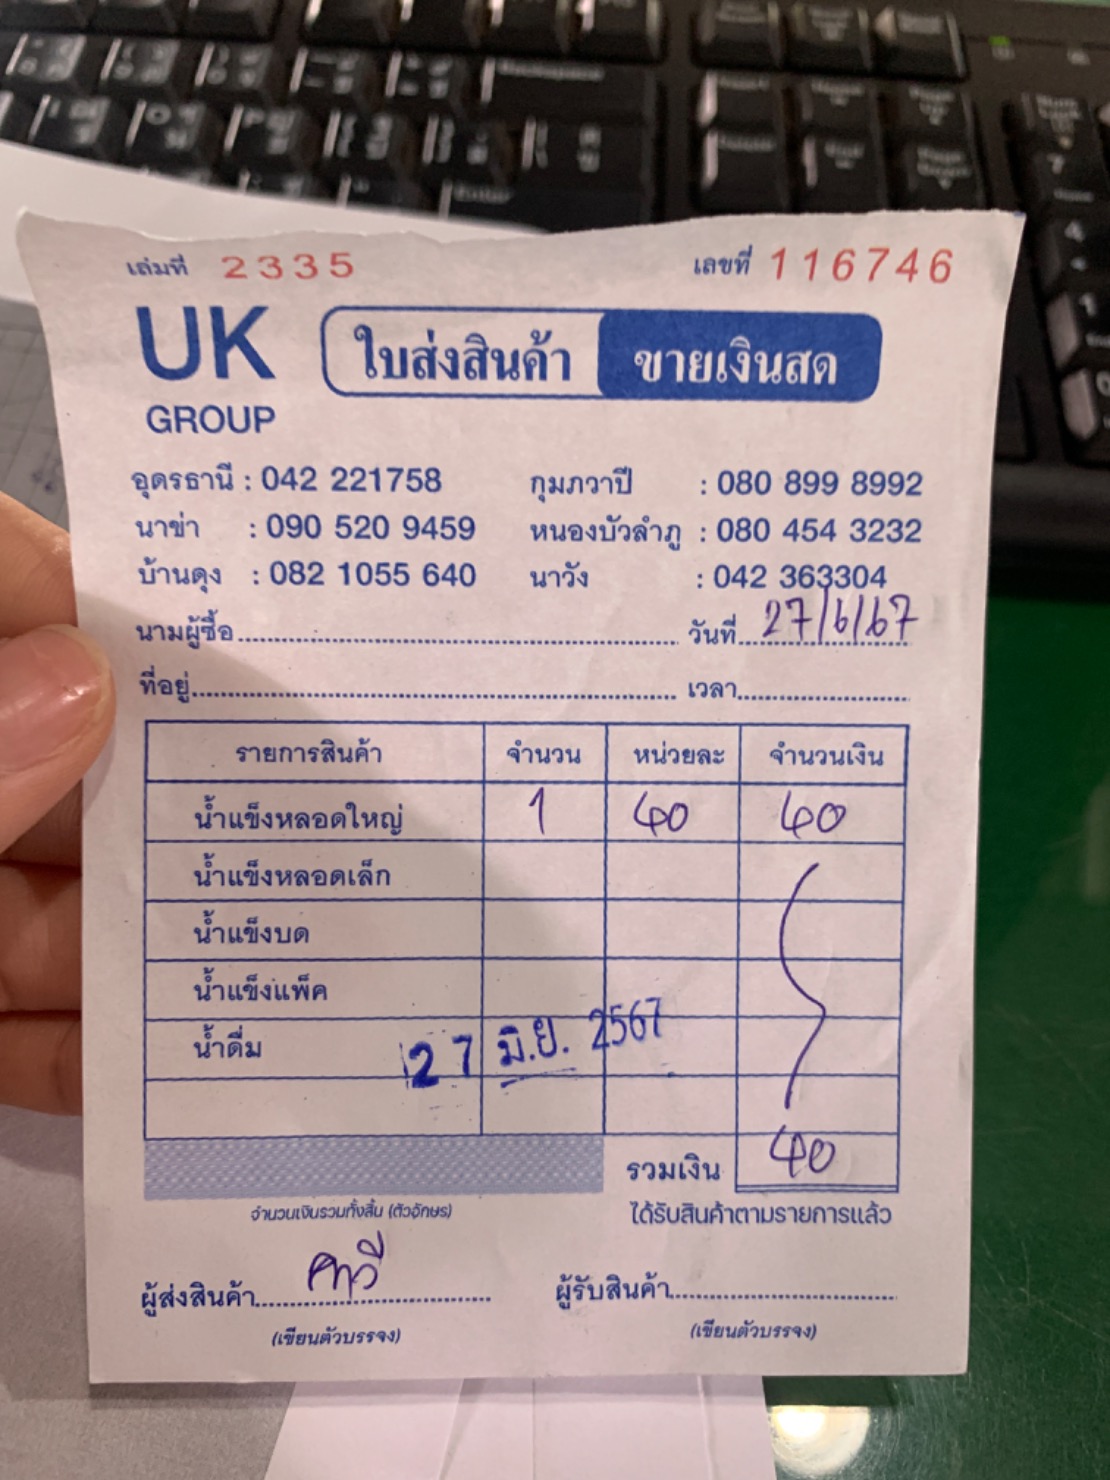 เล่มที่ 2335 เลขที่ 116746
UK GROUP
ใบส่งสินค้า ขายเงินสด
อุดรธานี : 042 221758 กุมภวาปี : 080 899 8992
นาข่า : 090 520 9459 หนองบัวลำภู : 080 454 3232
บ้านดุง : 082 1055 640 นาวัง : 042 363304
นามผู้ซื้อ วันที่ 27/6/67
ที่อยู่ เวลา
รายการสินค้า จำนวน หน่วยละ จำนวนเงิน
น้ำแข็งหลอดใหญ่ 1 40 40
น้ำแข็งหลอดเล็ก
น้ำแข็งบด
น้ำแข็งแพ็ค
น้ำดื่ม
27 มิ.ย. 2567
รวมเงิน 40
จำนวนเงินรวมทั้งสิ้น (ตัวอักษร) ได้รับสินค้าตามรายการแล้ว
ผู้ส่งสินค้า ผู้รับสินค้า
(เขียนตัวบรรจง) (เขียนตัวบรรจง)